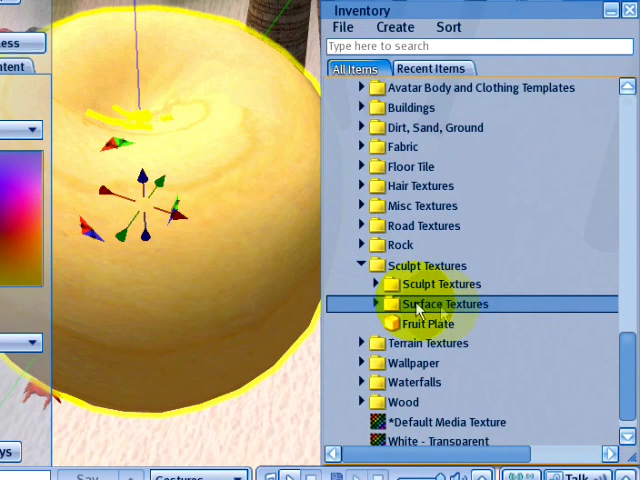 Inventory
ess
File Create Sort
Type here to search
ntent
All Items Recent Items
Avatar Body and Clothing Templates
Buildings
Dirt, Sand, Ground
Fabric
Floor Tile
Hair Textures
Misc Textures
Road Textures
Rock
Sculpt Textures
Sculpt Textures
Surface Textures
Fruit Plate
Terrain Textures
Wallpaper
Waterfalls
Wood
*Default Media Texture
White - Transparent
ys
Say Gestures Talk